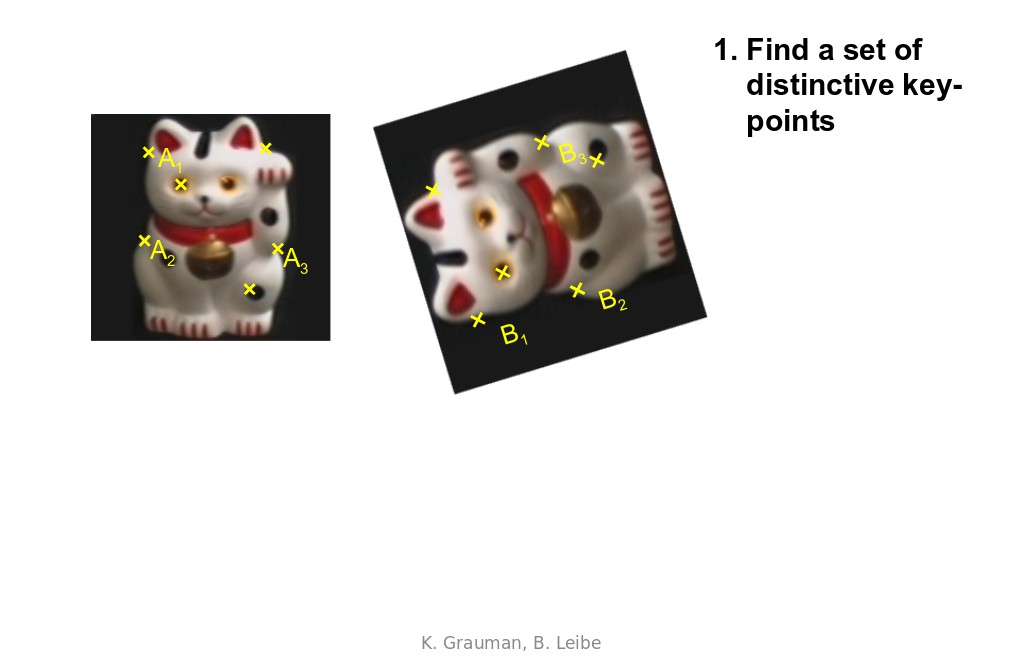 1. Find a set of
distinctive key-
points
A1
A2
A3
B3
B2
B1
K. Grauman, B. Leibe